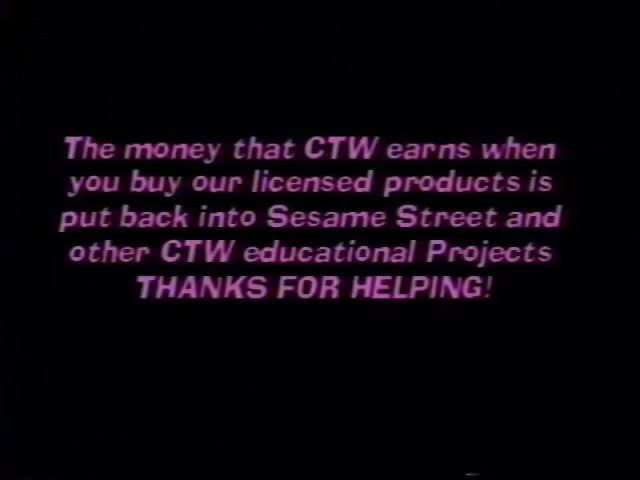 The money that CTW earns when
you buy our licensed products is
put back into Sesame Street and
other CTW educational Projects
THANKS FOR HELPING!